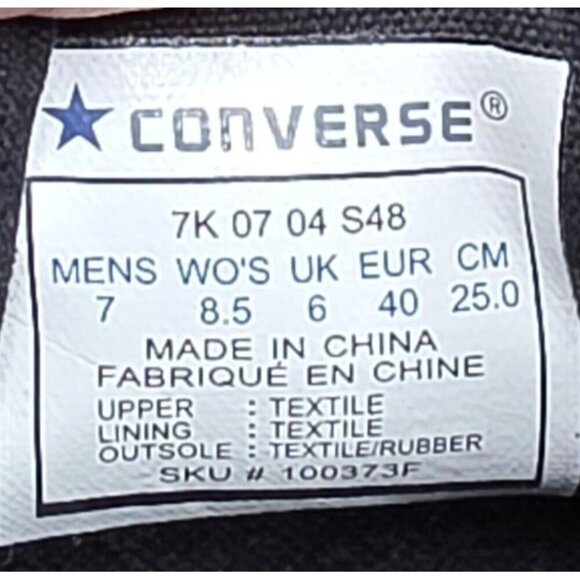 CONVERSE®
7K 07 04 S48
MENS WO'S UK EUR CM
7 8.5 6 40 25.0
MADE IN CHINA
FABRIQUÉ EN CHINE
UPPER : TEXTILE
LINING : TEXTILE
OUTSOLE : TEXTILE/RUBBER
SKU # 100373F